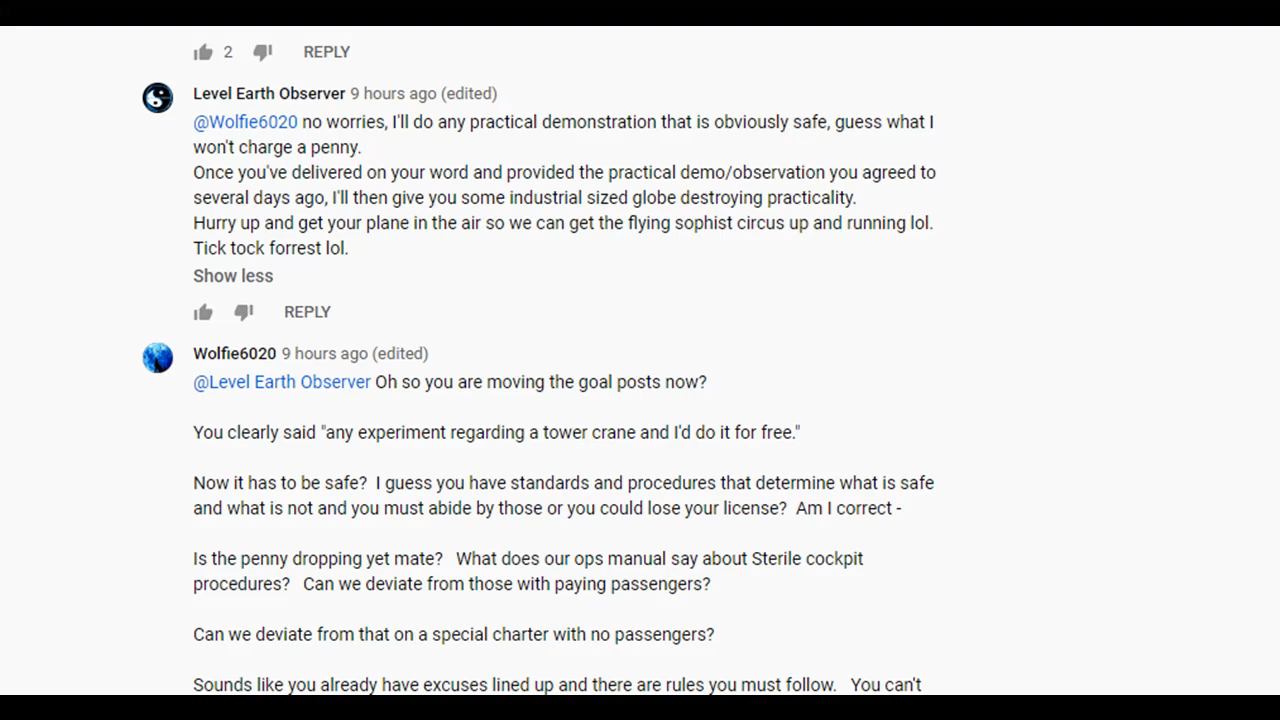 2 REPLY
Level Earth Observer 9 hours ago (edited)
@Wolfie6020 no worries, I'll do any practical demonstration that is obviously safe, guess what I
won't charge a penny.
Once you've delivered on your word and provided the practical demo/observation you agreed to
several days ago, I'll then give you some industrial sized globe destroying practicality.
Hurry up and get your plane in the air so we can get the flying sophist circus up and running lol.
Tick tock forrest lol.
Show less
REPLY
Wolfie6020 9 hours ago (edited)
@Level Earth Observer Oh so you are moving the goal posts now?
You clearly said "any experiment regarding a tower crane and I'd do it for free."
Now it has to be safe?  I guess you have standards and procedures that determine what is safe
and what is not and you must abide by those or you could lose your license?  Am I correct -
Is the penny dropping yet mate?   What does our ops manual say about Sterile cockpit
procedures?   Can we deviate from those with paying passengers?
Can we deviate from that on a special charter with no passengers?
Sounds like you already have excuses lined up and there are rules you must follow.   You can't